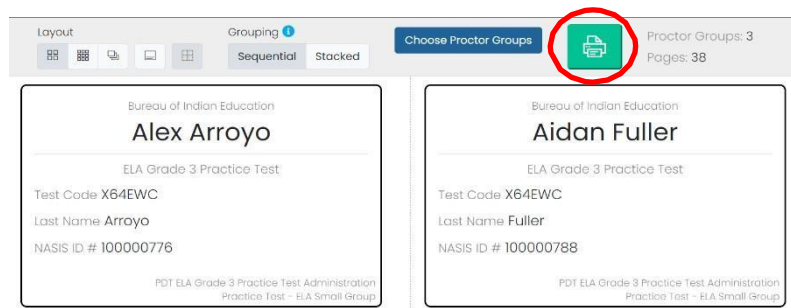 Layout
Grouping
Sequential Stacked
Choose Proctor Groups
Proctor Groups: 3
Pages: 38
Bureau of Indian Education
Alex Arroyo
ELA Grade 3 Practice Test
Test Code X64EWC
Last Name Arroyo
NASIS ID # 100000776
PDT ELA Grade 3 Practice Test Administration
Practice Test - ELA Small Group
Bureau of Indian Education
Aidan Fuller
ELA Grade 3 Practice Test
Test Code X64EWC
Last Name Fuller
NASIS ID # 100000788
PDT ELA Grade 3 Practice Test Administration
Practice Test - ELA Small Group